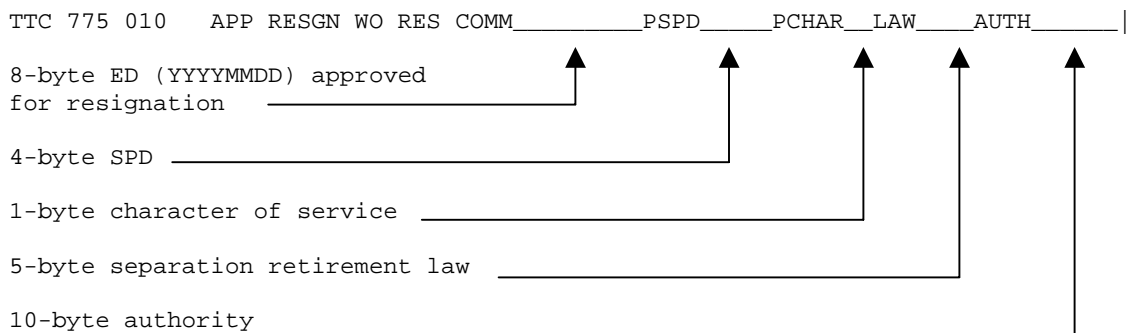 TTC 775 010   APP RESGN WO RES COMM_________PSPD_____PCHAR__LAW____AUTH______|
8-byte ED (YYYYMMDD) approved
for resignation
4-byte SPD
1-byte character of service
5-byte separation retirement law
10-byte authority